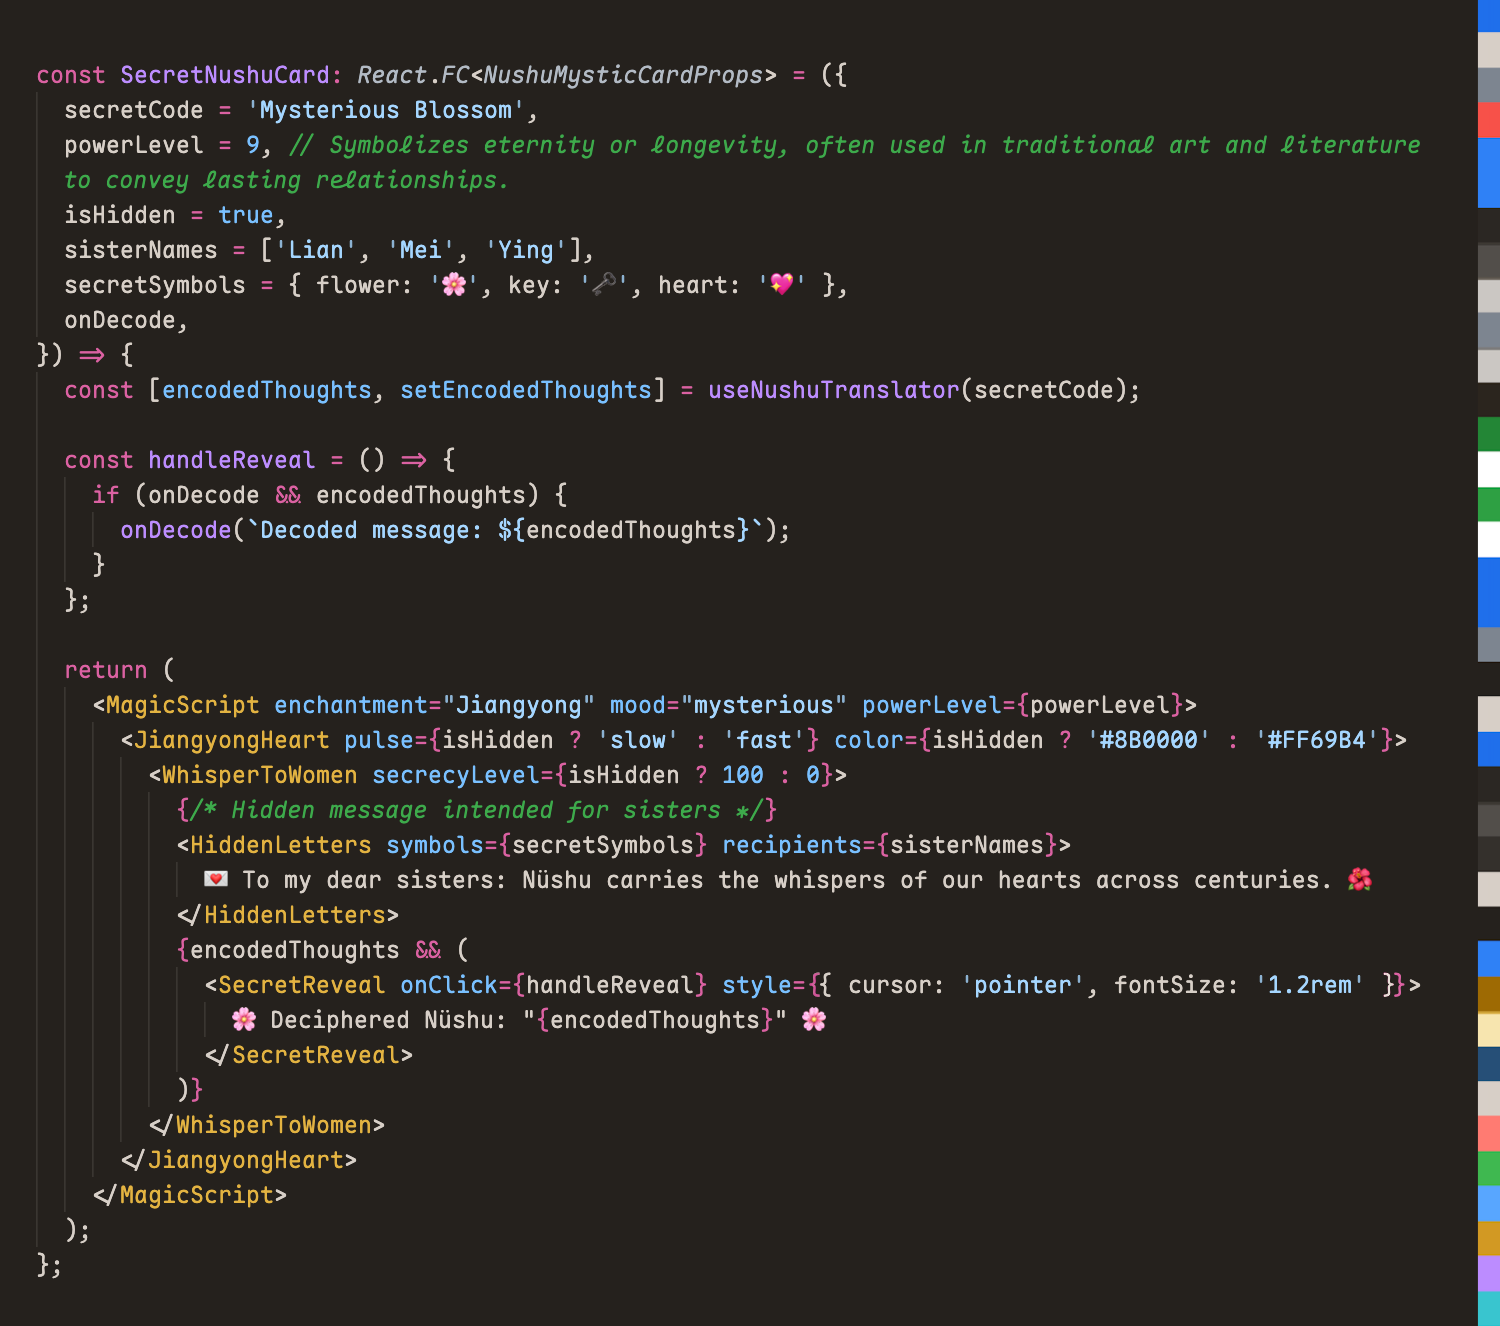 const SecretNushuCard: React.FC<NushuMysticCardProps> = ({
  secretCode = 'Mysterious Blossom',
  powerLevel = 9, // Symbolizes eternity or longevity, often used in traditional art and literature
  to convey lasting relationships.
  isHidden = true,
  sisterNames = ['Lian', 'Mei', 'Ying'],
  secretSymbols = { flower: '🌸', key: '🗝️', heart: '💖' },
  onDecode,
}) => {
  const [encodedThoughts, setEncodedThoughts] = useNushuTranslator(secretCode);

  const handleReveal = () => {
    if (onDecode && encodedThoughts) {
      onDecode(`Decoded message: ${encodedThoughts}`);
    }
  };

  return (
    <MagicScript enchantment="Jiangyong" mood="mysterious" powerLevel={powerLevel}>
      <JiangyongHeart pulse={isHidden ? 'slow' : 'fast'} color={isHidden ? '#8B0000' : '#FF69B4'}>
        <WhisperToWomen secrecyLevel={isHidden ? 100 : 0}>
          {/* Hidden message intended for sisters */}
          <HiddenLetters symbols={secretSymbols} recipients={sisterNames}>
            💌 To my dear sisters: Nüshu carries the whispers of our hearts across centuries. 🌺
          </HiddenLetters>
          {encodedThoughts && (
            <SecretReveal onClick={handleReveal} style={{ cursor: 'pointer', fontSize: '1.2rem' }}>
              🌸 Deciphered Nüshu: "{encodedThoughts}" 🌸
            </SecretReveal>
          )}
        </WhisperToWomen>
      </JiangyongHeart>
    </MagicScript>
  );
};